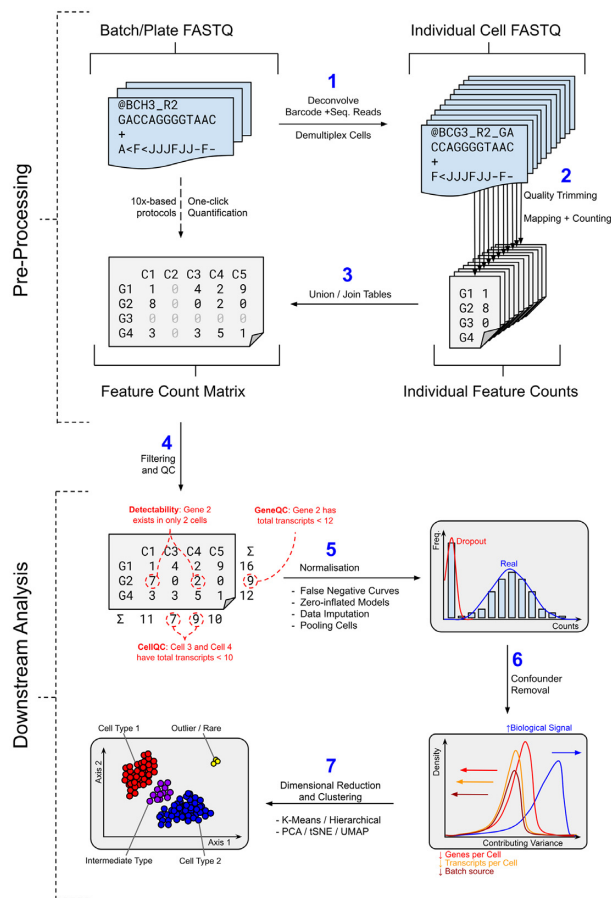 Pre-Processing
Batch/Plate FASTQ
Individual Cell FASTQ
@BCH3_R2
GACCAGGGGTAAC
+
A<F<JJJFJJ-F-
1
Deconvolve
Barcode +Seq. Reads
Demultiplex Cells
@BCG3_R2_GA
CCAGGGGTAAC
+
F<JJJFJJ-F-
2
Quality Trimming
Mapping + Counting
10x-based
protocols
One-click
Quantification
C1 C2 C3 C4 C5
G1 1 0 4 2 9
G2 8 0 0 2 0
G3 0 0 0 0 0
G4 3 0 3 5 1
3
Union / Join Tables
G1 1
G2 8
G3 0
G4
Feature Count Matrix
Individual Feature Counts
4
Filtering
and QC
Downstream Analysis
Detectability: Gene 2
exists in only 2 cells
GeneQC: Gene 2 has
total transcripts < 12
C1 C3 C4 C5 Σ
G1 1 4 2 9 16
G2 7 0 2 0 9
G4 3 3 5 1 12
Σ 11 7 9 10
CellQC: Cell 3 and Cell 4
have total transcripts < 10
5
Normalisation
- False Negative Curves
- Zero-inflated Models
- Data Imputation
- Pooling Cells
Freq.
Dropout
Real
Counts
6
Confounder
Removal
↑Biological Signal
Density
Contributing Variance
↓ Genes per Cell
↓ Transcripts per Cell
↓ Batch source
7
Dimensional Reduction
and Clustering
- K-Means / Hierarchical
- PCA / tSNE / UMAP
Cell Type 1
Outlier / Rare
Axis 2
Axis 1
Intermediate Type
Cell Type 2